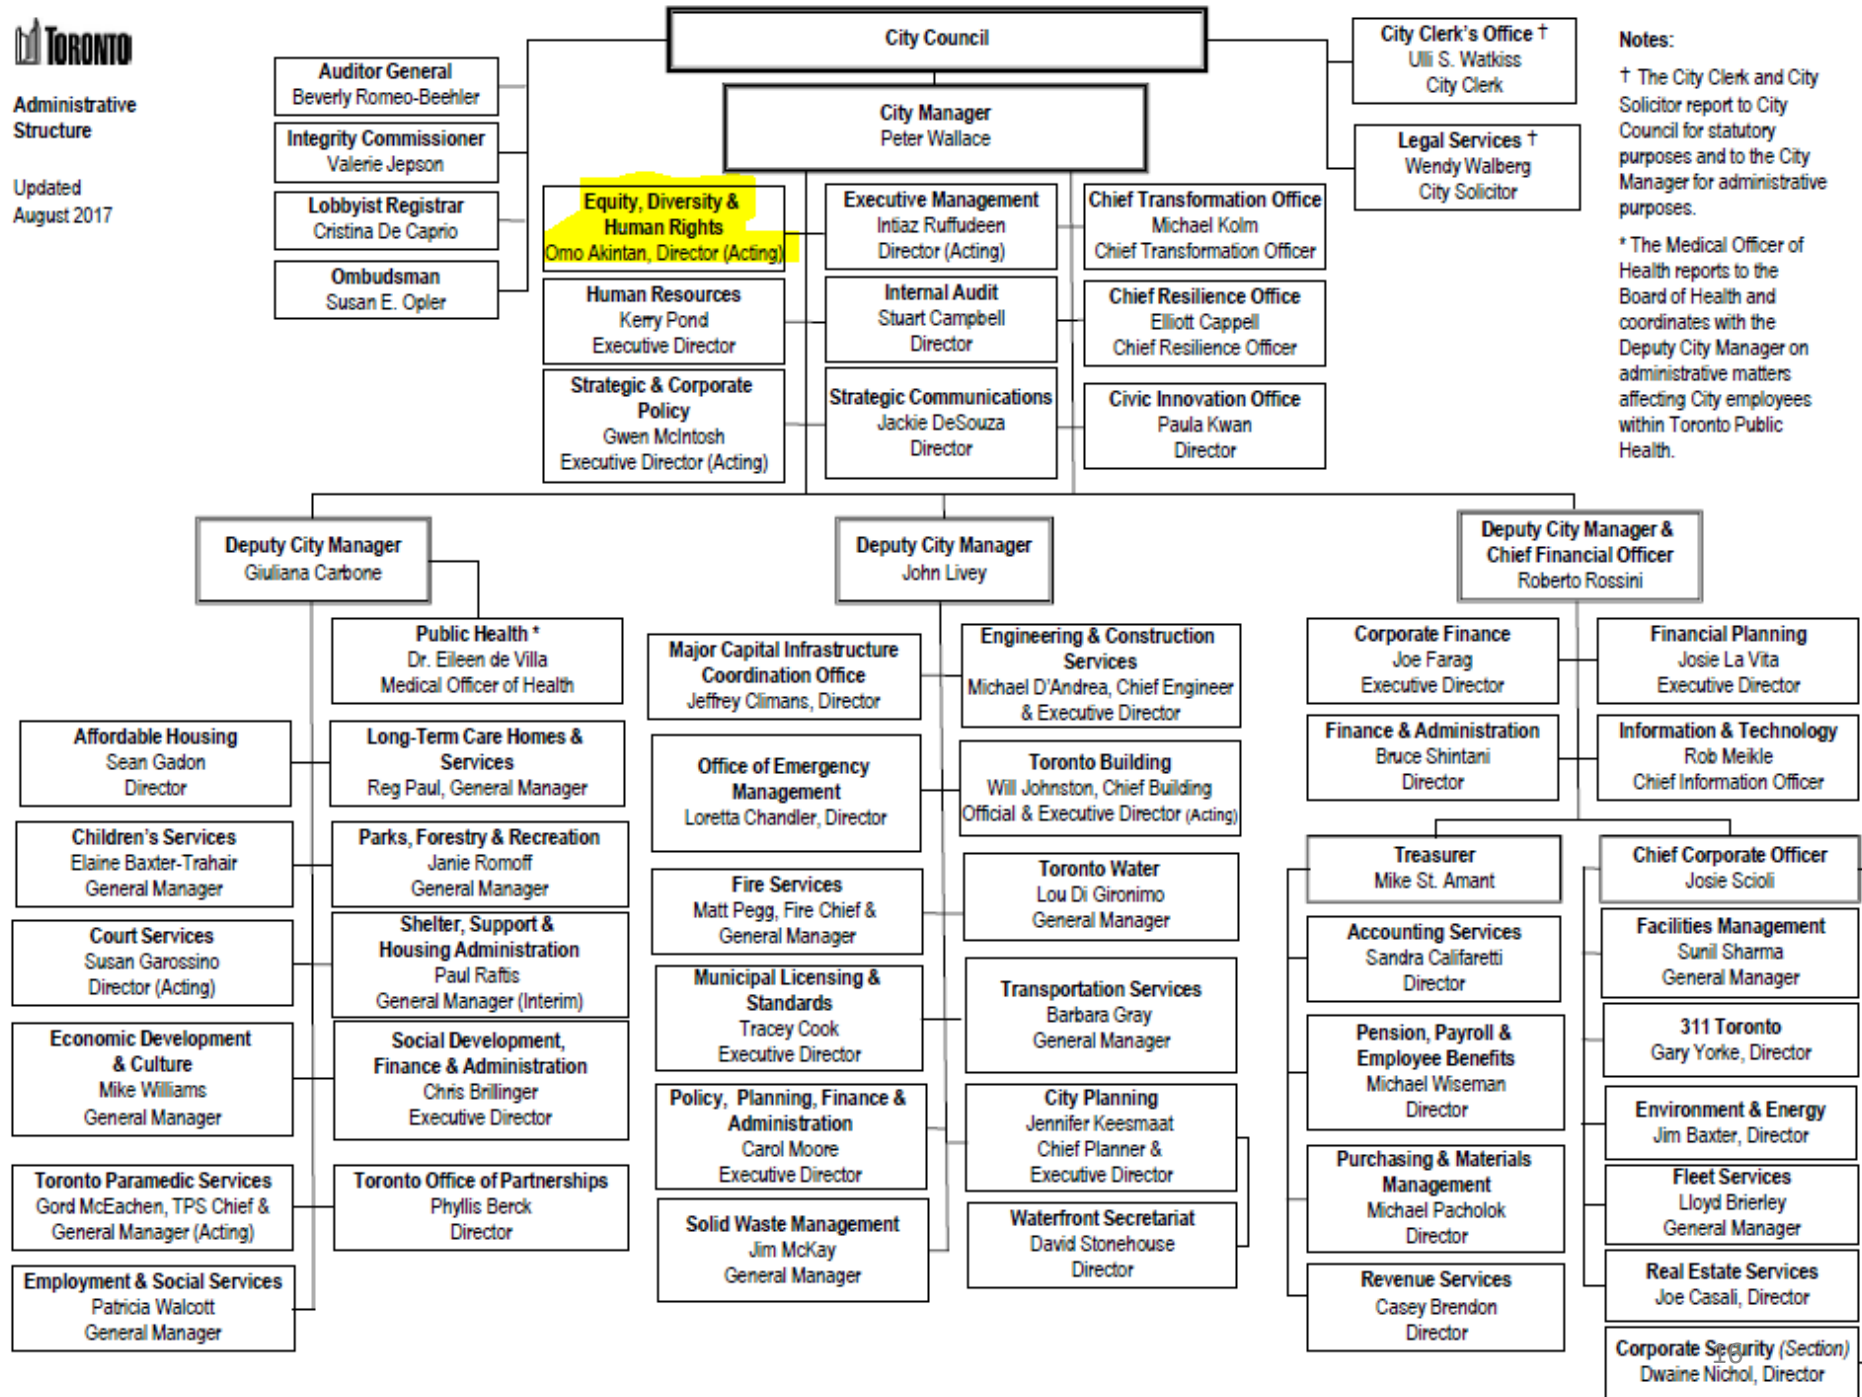 TORONTO
Administrative
Structure
Updated
August 2017
City Council
City Manager
Peter Wallace
Auditor General
Beverly Romeo-Beehler
Integrity Commissioner
Valerie Jepson
Lobbyist Registrar
Cristina De Caprio
Ombudsman
Susan E. Opler
City Clerk's Office †
Ulli S. Watkiss
City Clerk
Legal Services †
Wendy Walberg
City Solicitor
Notes:
† The City Clerk and City
Solicitor report to City
Council for statutory
purposes and to the City
Manager for administrative
purposes.
* The Medical Officer of
Health reports to the
Board of Health and
coordinates with the
Deputy City Manager on
administrative matters
affecting City employees
within Toronto Public
Health.
Equity, Diversity &
Human Rights
Omo Akintan, Director (Acting)
Human Resources
Kerry Pond
Executive Director
Strategic & Corporate
Policy
Gwen McIntosh
Executive Director (Acting)
Executive Management
Intiaz Ruffudeen
Director (Acting)
Internal Audit
Stuart Campbell
Director
Strategic Communications
Jackie DeSouza
Director
Chief Transformation Office
Michael Kolm
Chief Transformation Officer
Chief Resilience Office
Elliott Cappell
Chief Resilience Officer
Civic Innovation Office
Paula Kwan
Director
Deputy City Manager
Giuliana Carbone
Public Health *
Dr. Eileen de Villa
Medical Officer of Health
Affordable Housing
Sean Gadon
Director
Long-Term Care Homes &
Services
Reg Paul, General Manager
Children's Services
Elaine Baxter-Trahair
General Manager
Parks, Forestry & Recreation
Janie Romoff
General Manager
Court Services
Susan Garossino
Director (Acting)
Shelter, Support &
Housing Administration
Paul Raftis
General Manager (Interim)
Economic Development
& Culture
Mike Williams
General Manager
Social Development,
Finance & Administration
Chris Brillinger
Executive Director
Toronto Paramedic Services
Gord McEachen, TPS Chief &
General Manager (Acting)
Toronto Office of Partnerships
Phyllis Berck
Director
Employment & Social Services
Patricia Walcott
General Manager
Deputy City Manager
John Livey
Major Capital Infrastructure
Coordination Office
Jeffrey Climans, Director
Engineering & Construction
Services
Michael D'Andrea, Chief Engineer
& Executive Director
Office of Emergency
Management
Loretta Chandler, Director
Toronto Building
Will Johnston, Chief Building
Official & Executive Director (Acting)
Fire Services
Matt Pegg, Fire Chief &
General Manager
Toronto Water
Lou Di Gironimo
General Manager
Municipal Licensing &
Standards
Tracey Cook
Executive Director
Transportation Services
Barbara Gray
General Manager
Policy, Planning, Finance &
Administration
Carol Moore
Executive Director
City Planning
Jennifer Keesmaat
Chief Planner &
Executive Director
Solid Waste Management
Jim McKay
General Manager
Waterfront Secretariat
David Stonehouse
Director
Deputy City Manager &
Chief Financial Officer
Roberto Rossini
Corporate Finance
Joe Farag
Executive Director
Financial Planning
Josie La Vita
Executive Director
Finance & Administration
Bruce Shintani
Director
Information & Technology
Rob Meikle
Chief Information Officer
Treasurer
Mike St. Amant
Accounting Services
Sandra Califaretti
Director
Pension, Payroll &
Employee Benefits
Michael Wiseman
Director
Purchasing & Materials
Management
Michael Pacholok
Director
Revenue Services
Casey Brendon
Director
Chief Corporate Officer
Josie Scioli
Facilities Management
Sunil Sharma
General Manager
311 Toronto
Gary Yorke, Director
Environment & Energy
Jim Baxter, Director
Fleet Services
Lloyd Brierley
General Manager
Real Estate Services
Joe Casali, Director
Corporate Security (Section)
Dwaine Nichol, Director